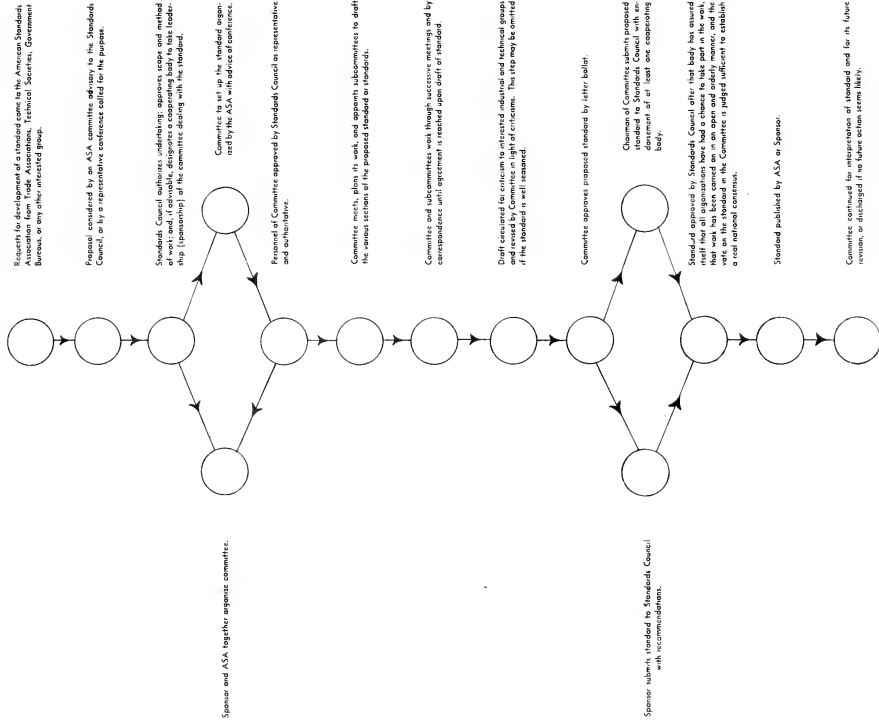 Requests for development of a standard come to the American Standards
Association from Trade Associations, Technical Societies, Government
Bureaus, or any other interested group.
Proposal considered by an ASA committee advisory to the Standards
Council, or by a representative conference called for the purpose.
Standards Council authorizes undertaking; approves scope and method
of work; and, if advisable, designates a cooperating body to take leader-
ship (sponsorship) of the committee dealing with the standard.
Committee to set up the standard organ-
ized by the ASA with advice of conference.
Sponsor and ASA together organize committee.
Personnel of Committee approved by Standards Council as representative
and authoritative.
Committee meets, plans its work, and appoints subcommittees to draft
the various sections of the proposed standard or standards.
Committee and subcommittees work through successive meetings and by
correspondence until agreement is reached upon draft of standard.
Draft circulated for criticism to interested industrial and technical groups
and revised by Committee in light of criticisms. This step may be omitted
if the standard is well seasoned.
Committee approves proposed standard by letter ballot.
Chairman of Committee submits proposed
standard to Standards Council with en-
dorsement of at least one cooperating
body.
Sponsor submits standard to Standards Council
with recommendations.
Standard approved by Standards Council after that body has assured
itself that all organizations have had a chance to take part in the work,
that work has been carried on in an open and orderly manner, and the
vote on the standard in the Committee is judged sufficient to establish
a real national consensus.
Standard published by ASA or Sponsor.
Committee continued for interpretation of standard and for its future
revision, or discharged if no future action seems likely.